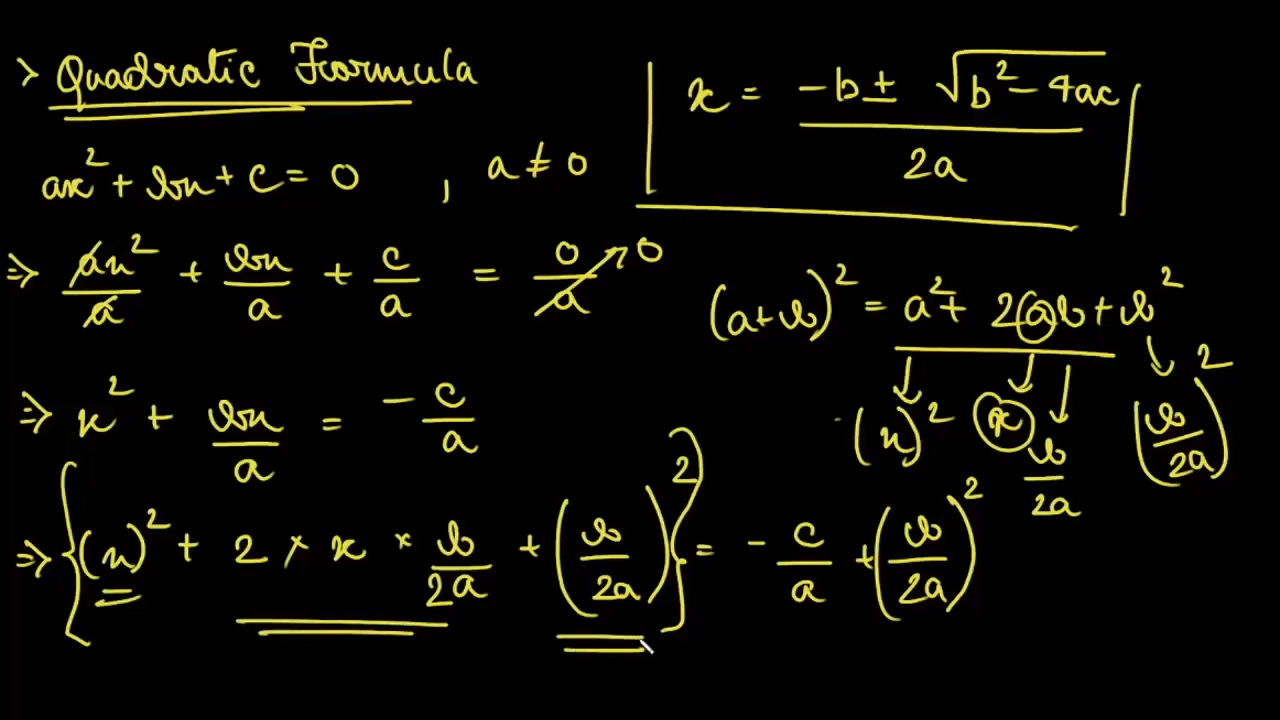 > Quadratic Formula
x = -b ± √(b² - 4ac) / 2a
ax² + bx + c = 0 , a ≠ 0
⇒ ax²/a + bx/a + c/a = 0/a → 0
(a+b)² = a² + 2ab + b²
(x)² x b/2a (b/2a)²
⇒ x² + bx/a = -c/a
⇒ {(x)² + 2 × x × b/2a + (b/2a)²} = -c/a + (b/2a)²